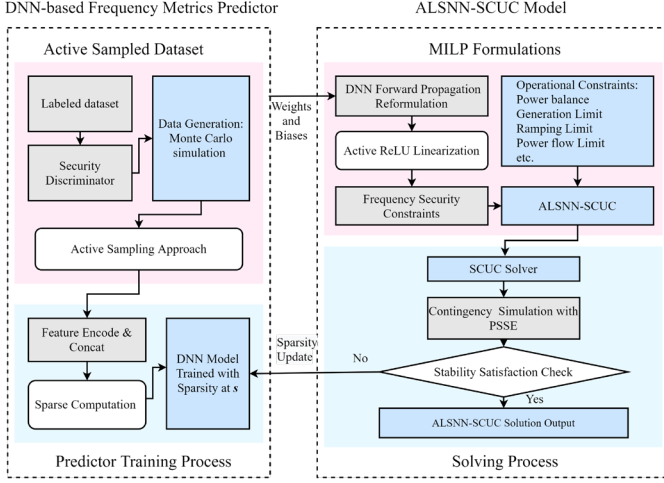 DNN-based Frequency Metrics Predictor
ALSNN-SCUC Model
Active Sampled Dataset
Labeled dataset
Security
Discriminator
Data Generation:
Monte Carlo
simulation
Active Sampling Approach
Feature Encode &
Concat
Sparse Computation
DNN Model
Trained with
Sparsity at s
Predictor Training Process
Weights
and
Biases
Sparsity
Update
MILP Formulations
DNN Forward Propagation
Reformulation
Active ReLU Linearization
Frequency Security
Constraints
Operational Constraints:
Power balance
Generation Limit
Ramping Limit
Power flow Limit
etc.
ALSNN-SCUC
SCUC Solver
Contingency Simulation with
PSSE
No
Stability Satisfaction Check
Yes
ALSNN-SCUC Solution Output
Solving Process